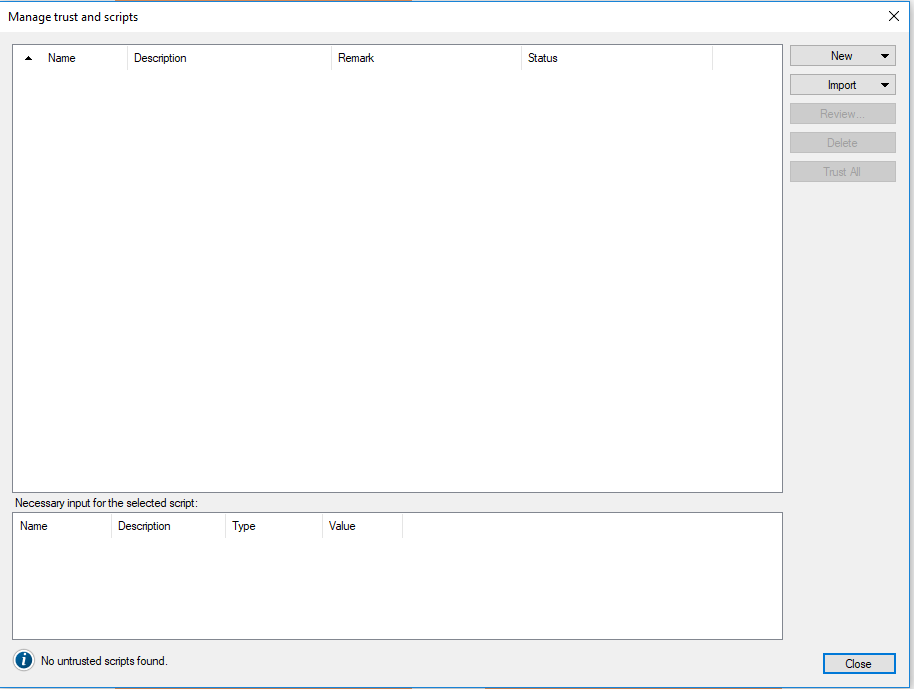 Manage trust and scripts
Name Description Remark Status
New
Import
Review...
Delete
Trust All
Necessary input for the selected script:
Name Description Type Value
No untrusted scripts found.
Close